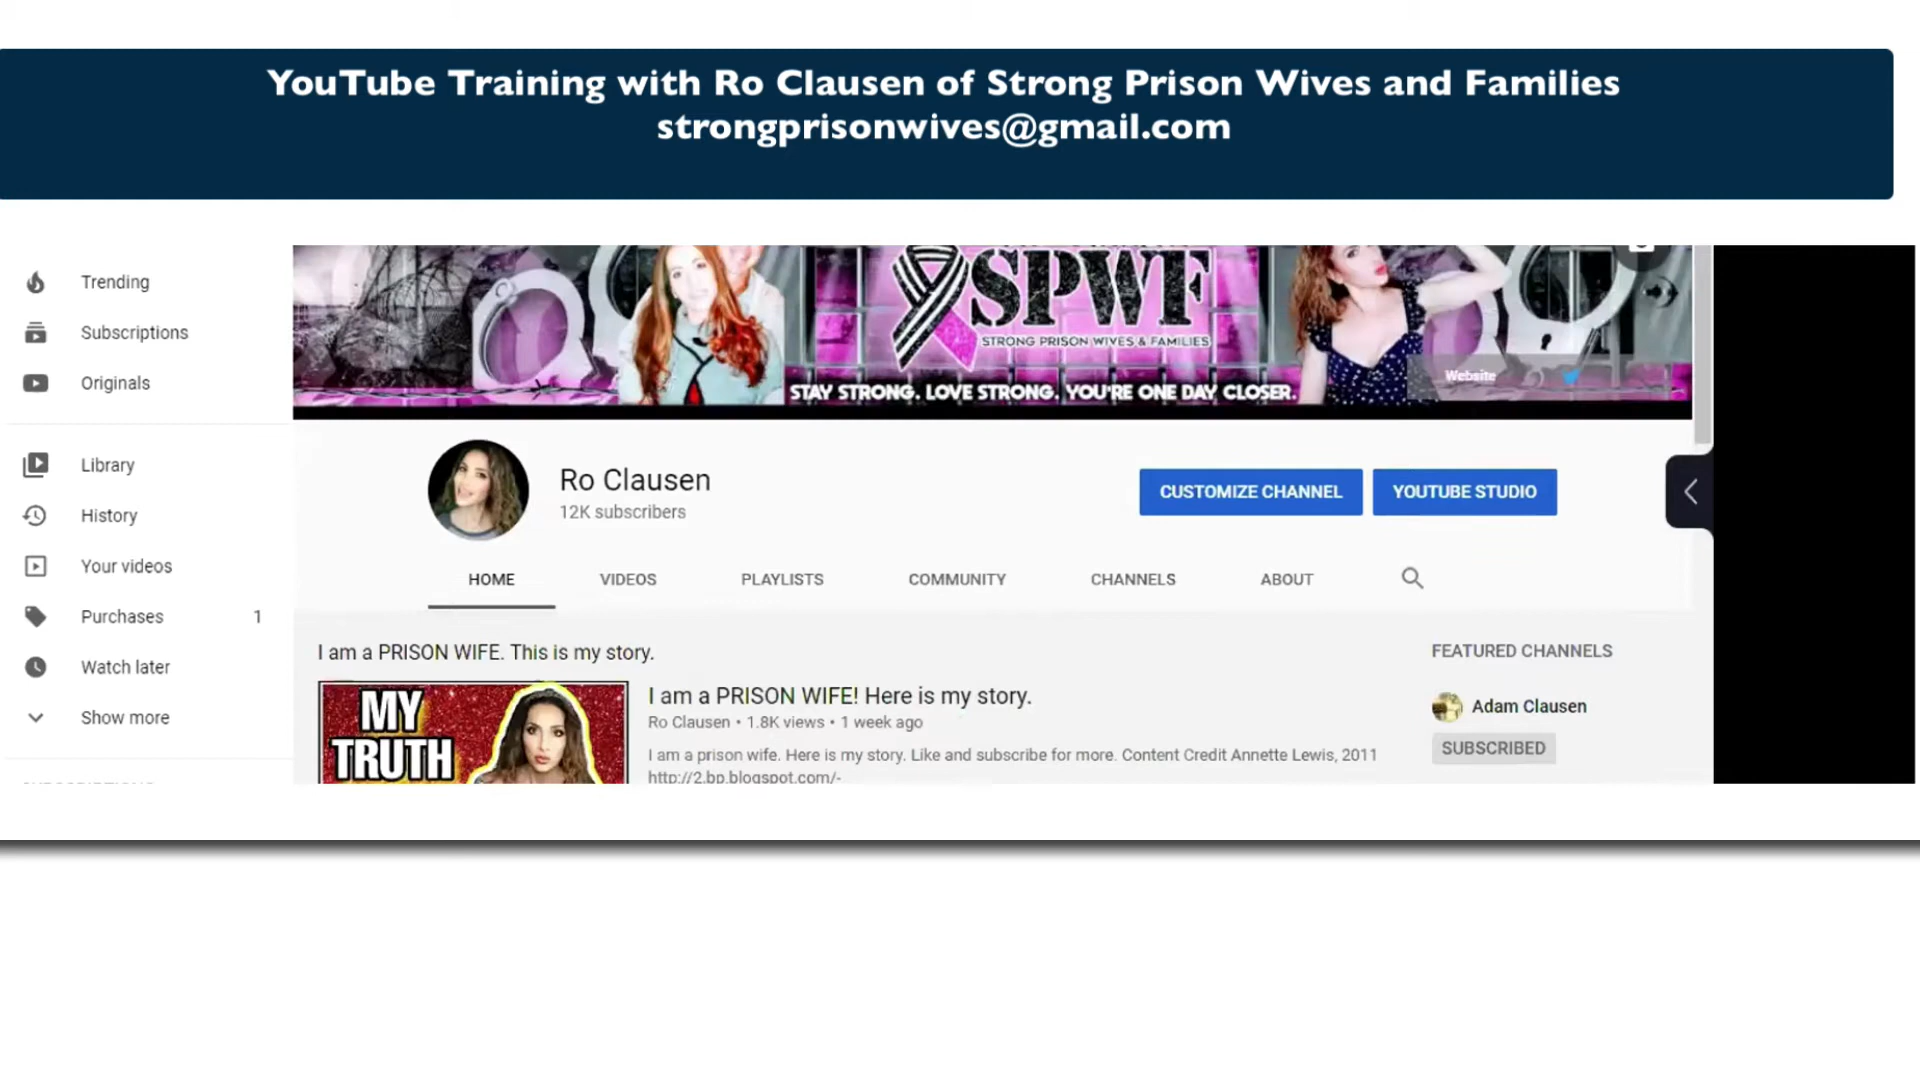 YouTube Training with Ro Clausen of Strong Prison Wives and Families
strongprisonwives@gmail.com
Trending
Subscriptions
Originals
Library
History
Your videos
Purchases 1
Watch later
Show more
SPWF
STRONG PRISON WIVES & FAMILIES
STAY STRONG. LOVE STRONG. YOU'RE ONE DAY CLOSER.
Website
Ro Clausen
12K subscribers
CUSTOMIZE CHANNEL
YOUTUBE STUDIO
HOME VIDEOS PLAYLISTS COMMUNITY CHANNELS ABOUT
I am a PRISON WIFE. This is my story.
MY
TRUTH
I am a PRISON WIFE! Here is my story.
Ro Clausen • 1.8K views • 1 week ago
I am a prison wife. Here is my story. Like and subscribe for more. Content Credit Annette Lewis, 2011
http://2.bp.blogspot.com/-
FEATURED CHANNELS
Adam Clausen
SUBSCRIBED